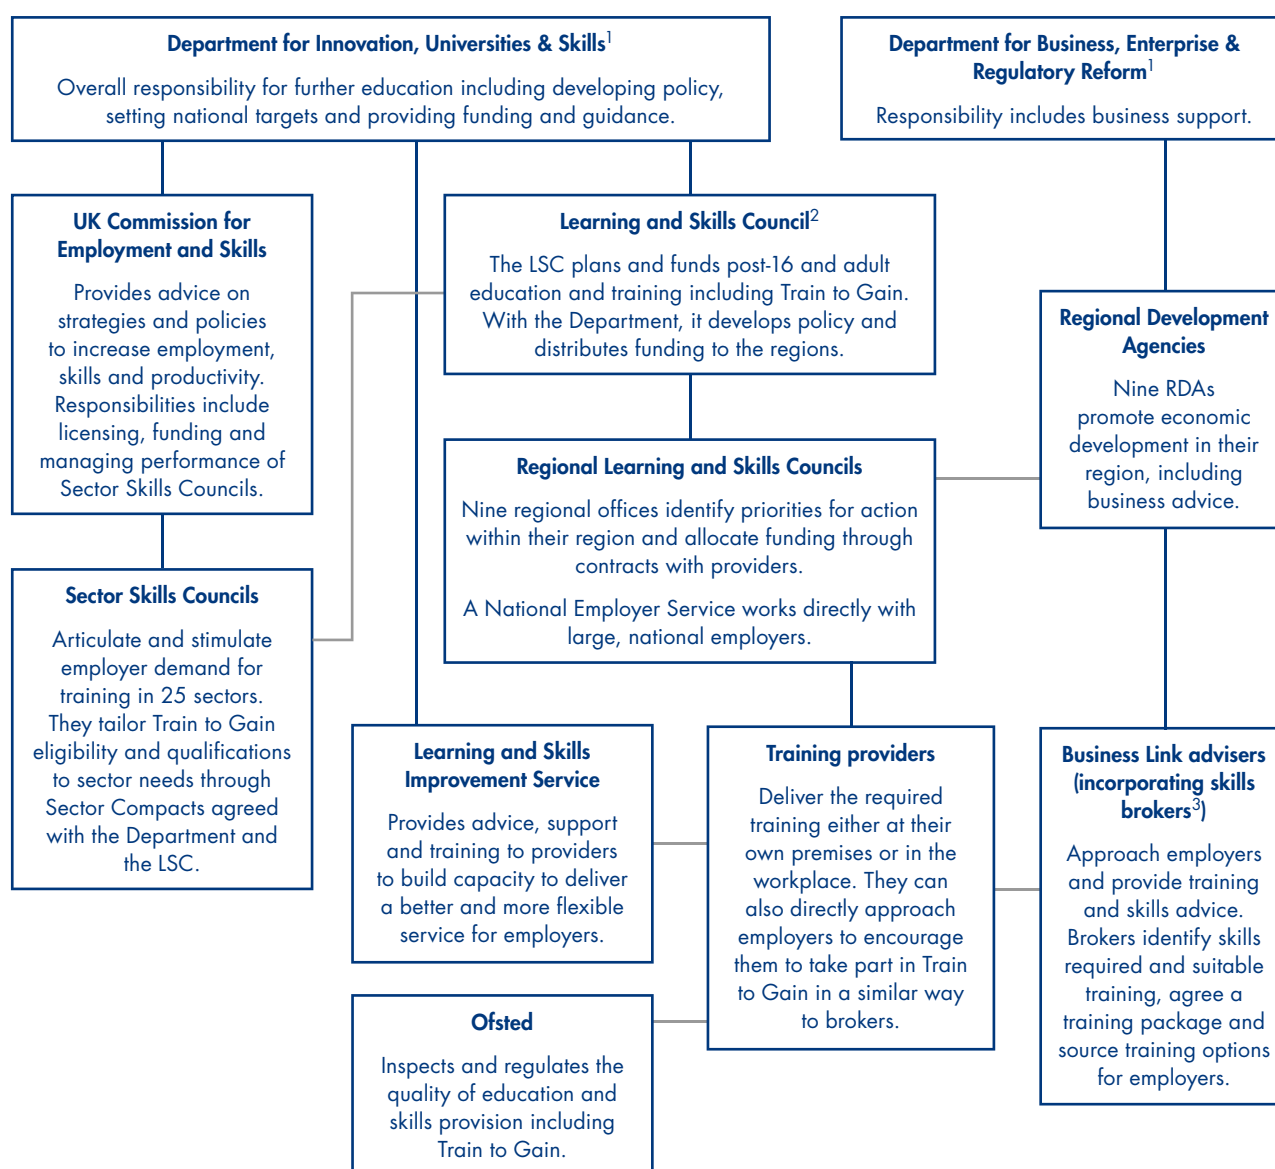 Department for Innovation, Universities & Skills1
Overall responsibility for further education including developing policy,
setting national targets and providing funding and guidance.
Department for Business, Enterprise &
Regulatory Reform1
Responsibility includes business support.
UK Commission for
Employment and Skills
Provides advice on
strategies and policies
to increase employment,
skills and productivity.
Responsibilities include
licensing, funding and
managing performance of
Sector Skills Councils.
Learning and Skills Council2
The LSC plans and funds post-16 and adult
education and training including Train to Gain.
With the Department, it develops policy and
distributes funding to the regions.
Regional Development
Agencies
Nine RDAs
promote economic
development in their
region, including
business advice.
Regional Learning and Skills Councils
Nine regional offices identify priorities for action
within their region and allocate funding through
contracts with providers.
A National Employer Service works directly with
large, national employers.
Sector Skills Councils
Articulate and stimulate
employer demand for
training in 25 sectors.
They tailor Train to Gain
eligibility and qualifications
to sector needs through
Sector Compacts agreed
with the Department and
the LSC.
Learning and Skills
Improvement Service
Provides advice, support
and training to providers
to build capacity to deliver
a better and more flexible
service for employers.
Training providers
Deliver the required
training either at their
own premises or in the
workplace. They can
also directly approach
employers to encourage
them to take part in Train
to Gain in a similar way
to brokers.
Business Link advisers
(incorporating skills
brokers3)
Approach employers
and provide training
and skills advice.
Brokers identify skills
required and suitable
training, agree a
training package and
source training options
for employers.
Ofsted
Inspects and regulates the
quality of education and
skills provision including
Train to Gain.